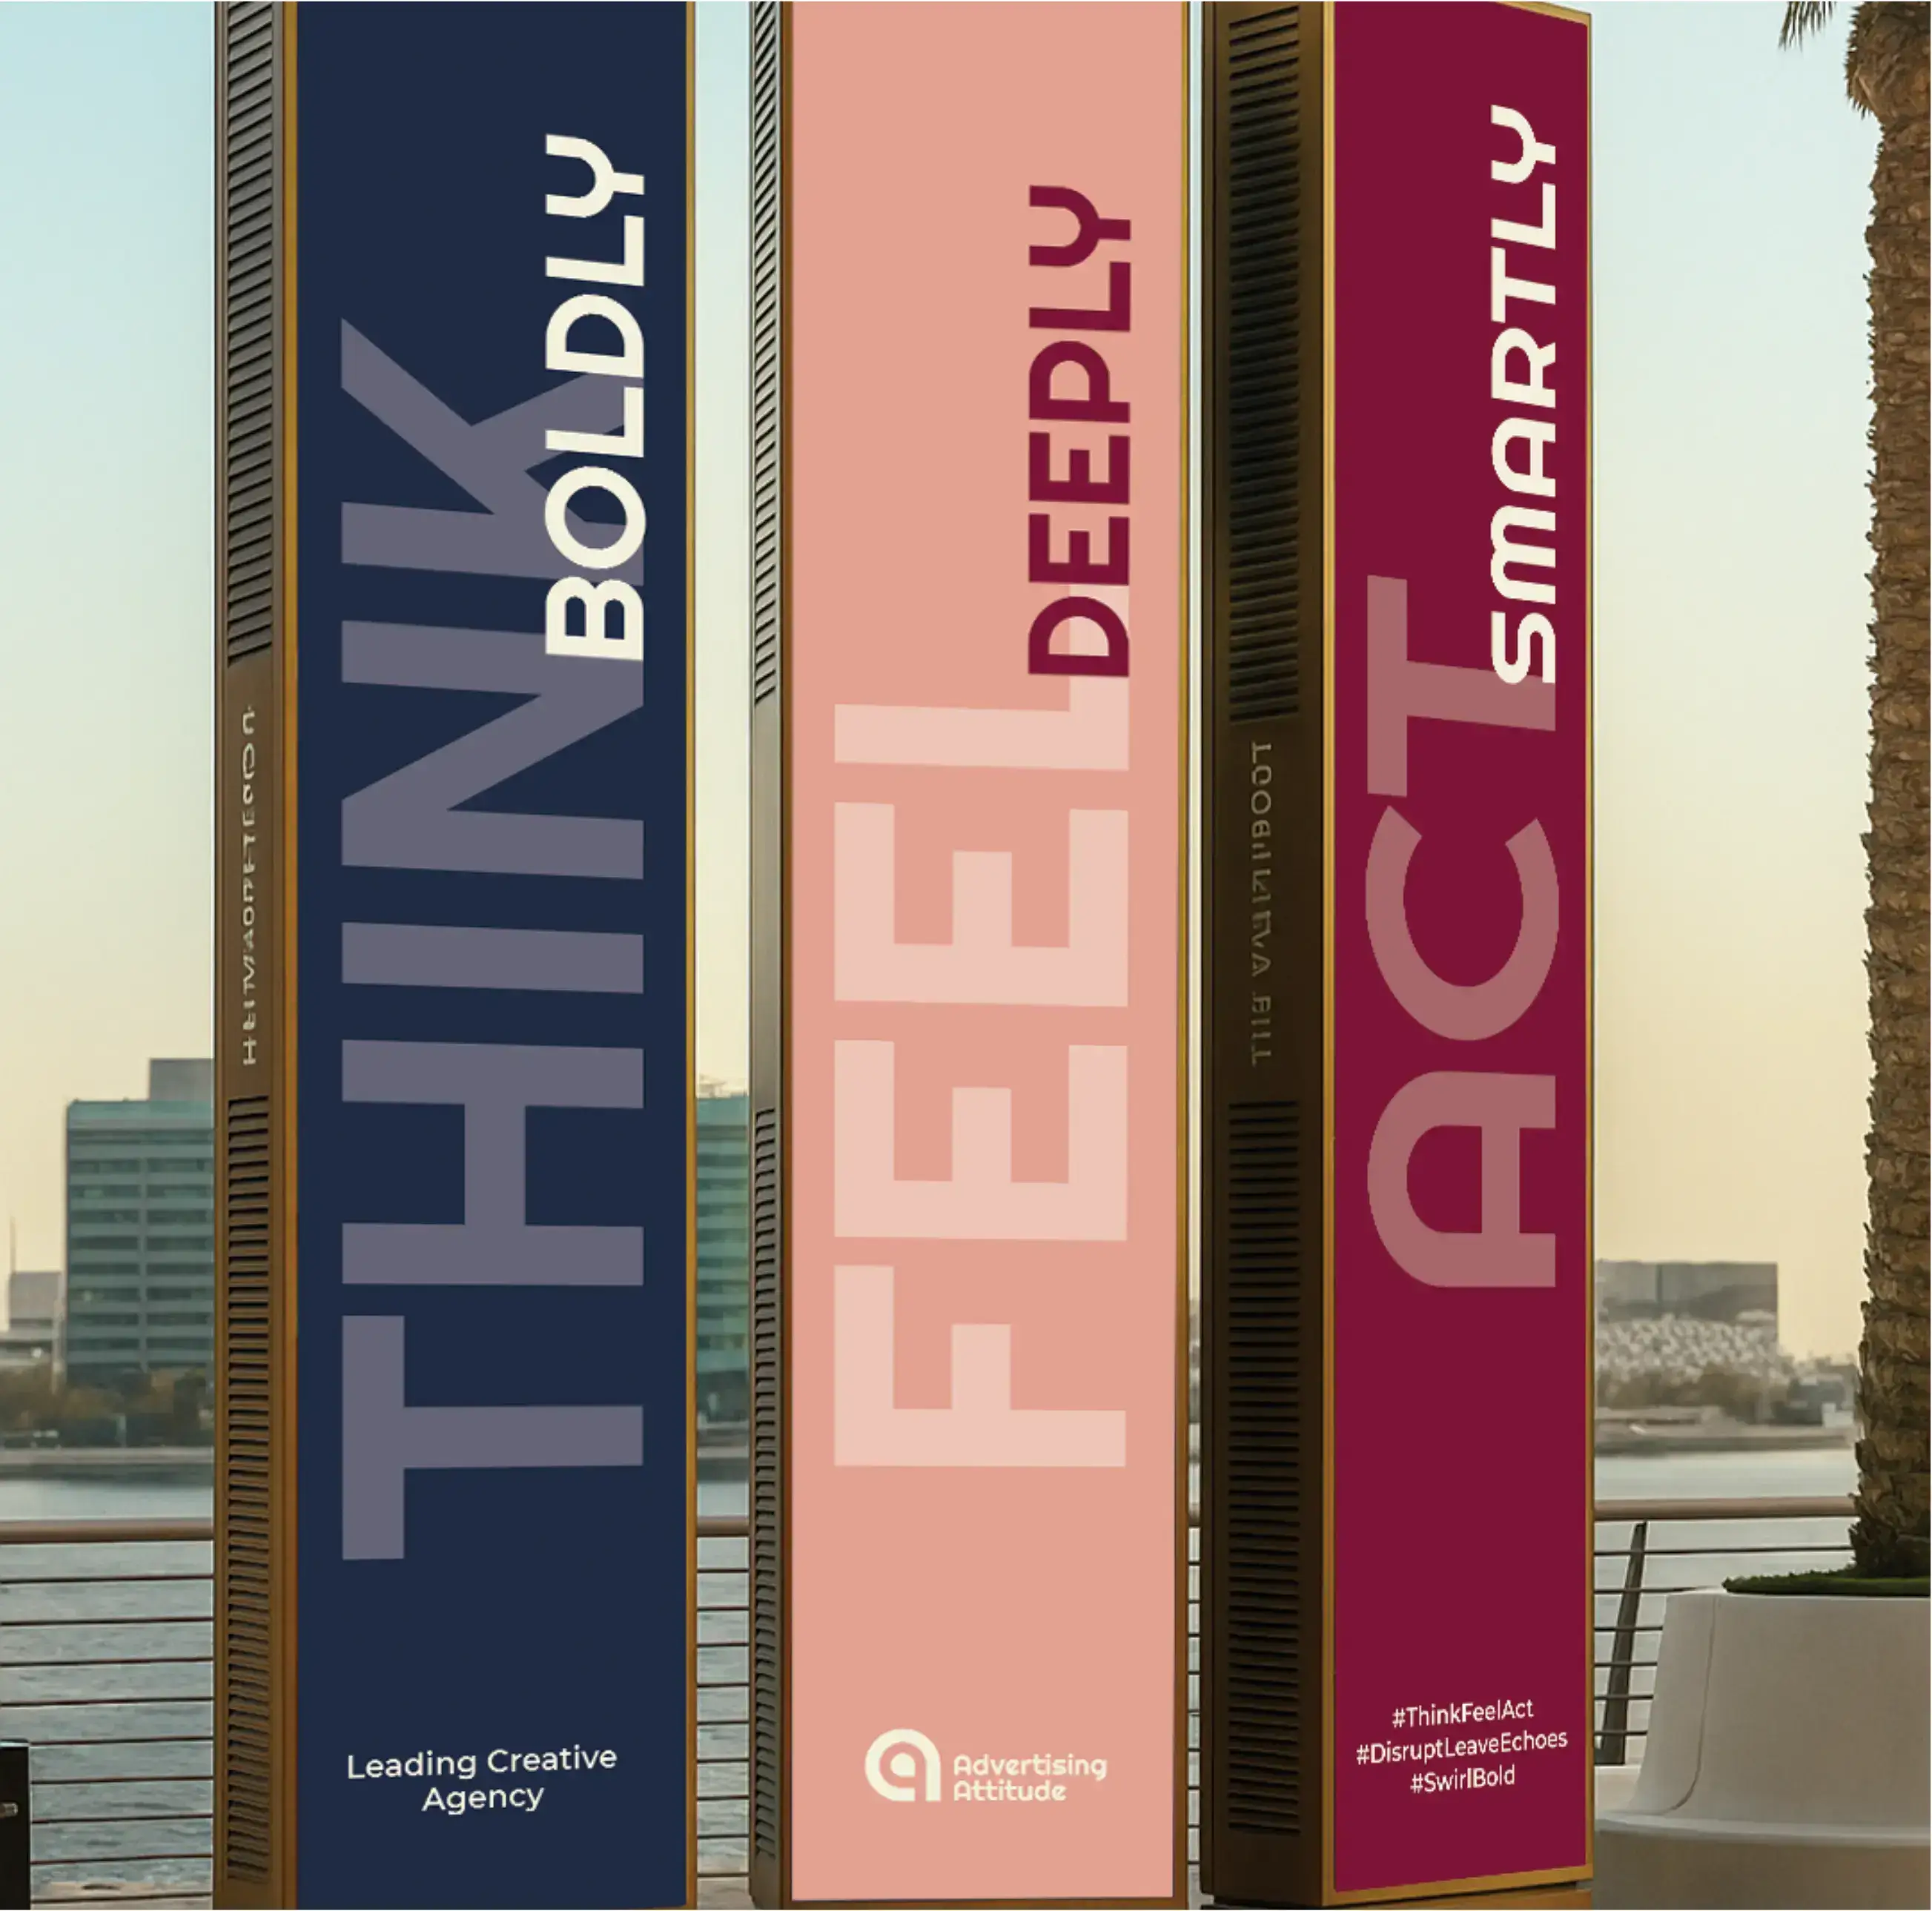 THINK
BOLDLY
Leading Creative
Agency
FEEL
DEEPLY
Advertising
Attitude
ACT
SMARTLY
#ThinkFeelAct
#DisruptLeaveEchoes
#SwirlBold